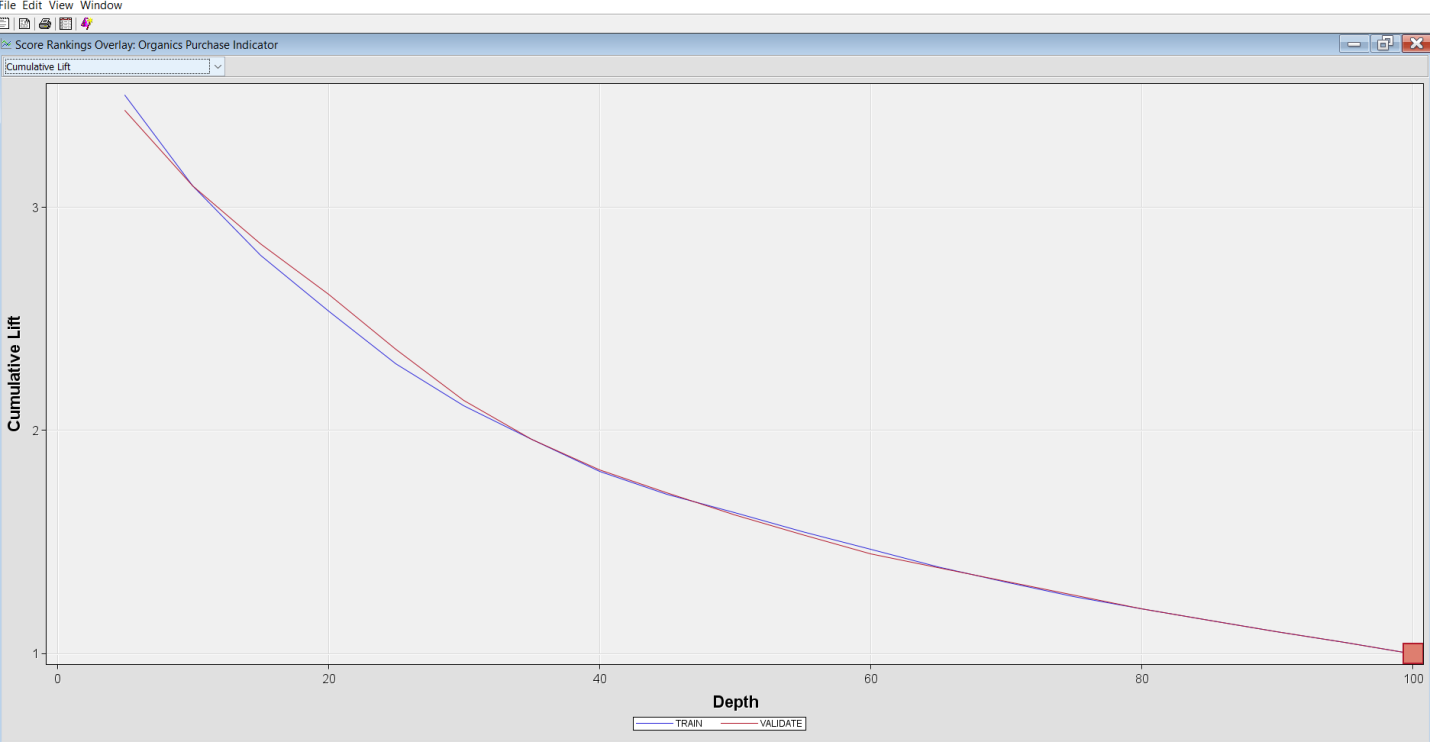 File Edit View Window
Score Rankings Overlay: Organics Purchase Indicator
Cumulative Lift
Cumulative Lift
3
2
1
0 20 40 60 80 100
Depth
TRAIN VALIDATE